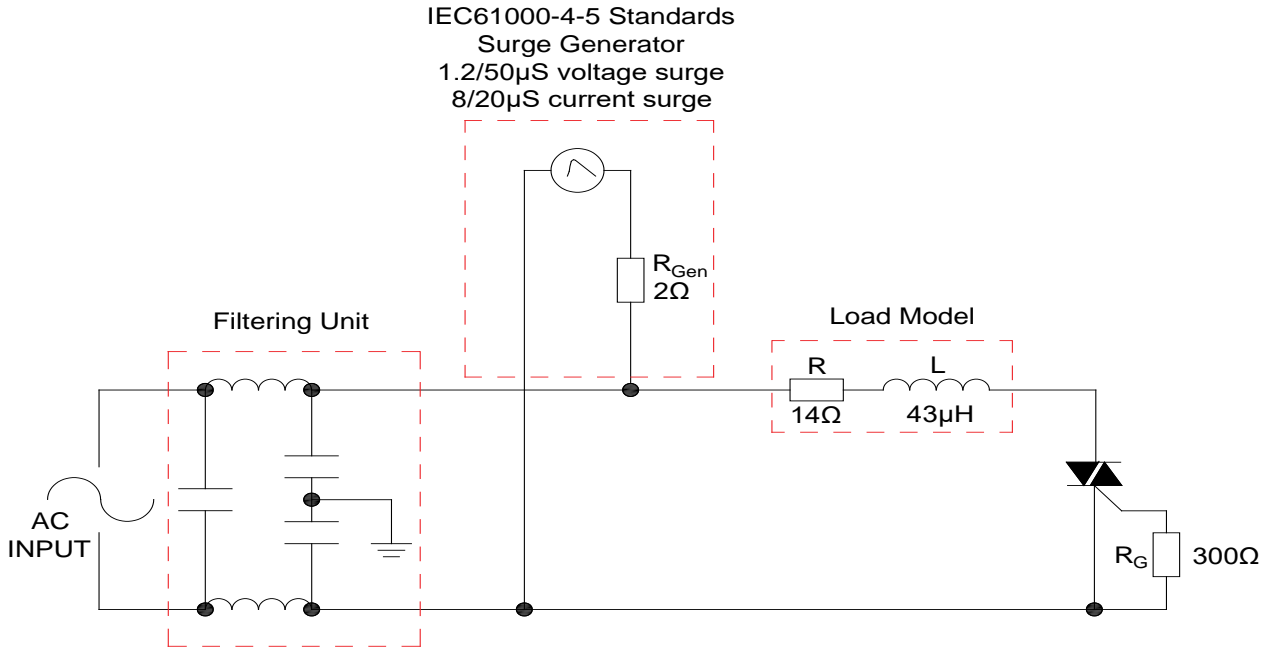 IEC61000-4-5 Standards
Surge Generator
1.2/50μS voltage surge
8/20μS current surge
RGen
2Ω
Filtering Unit
Load Model
R
L
14Ω
43μH
AC
INPUT
RG
300Ω